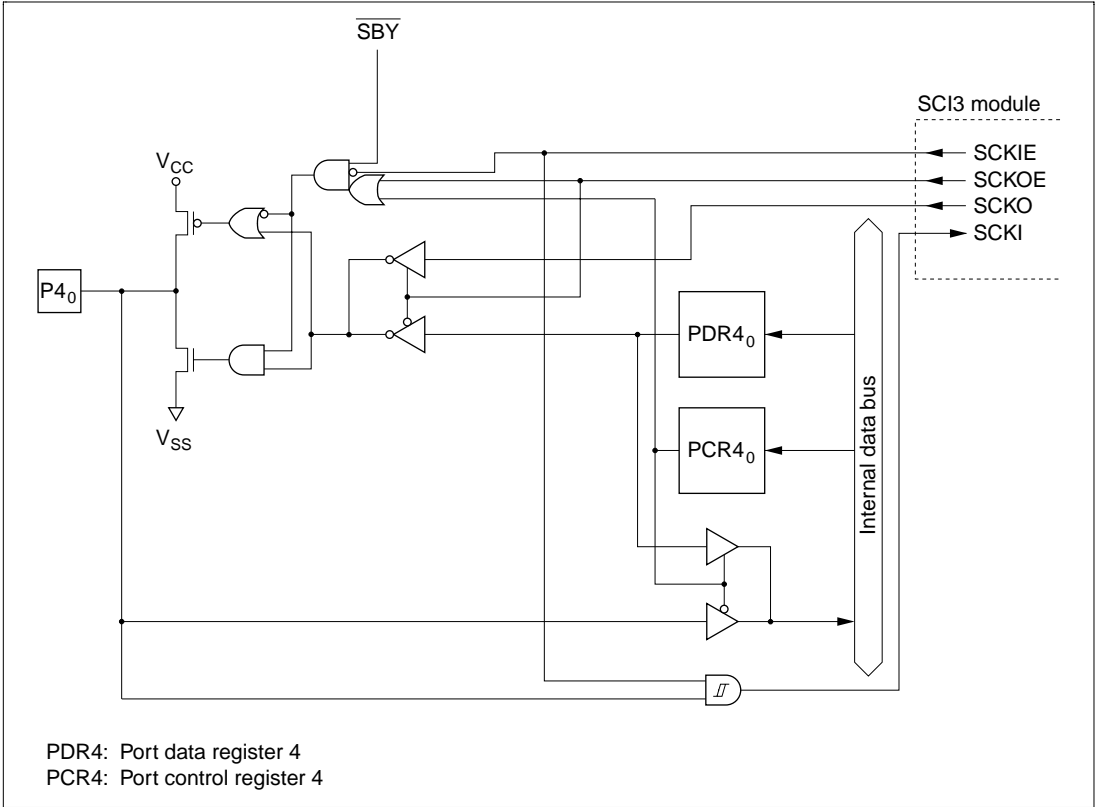 SBY
SCI3 module
VCC
SCKIE
SCKOE
SCKO
SCKI
P40
PDR40
PCR40
VSS
Internal data bus
PDR4: Port data register 4
PCR4: Port control register 4